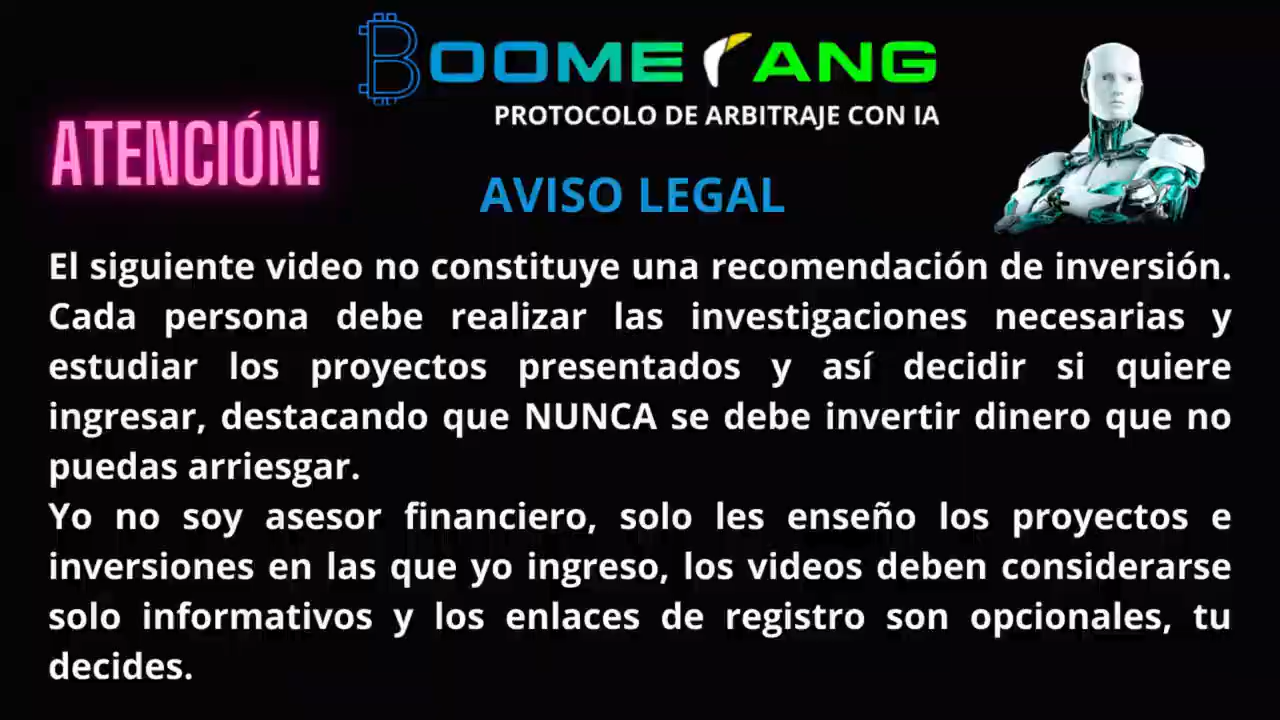 BOOMERANG
PROTOCOLO DE ARBITRAJE CON IA
ATENCIÓN!
AVISO LEGAL
El siguiente video no constituye una recomendación de inversión.
Cada persona debe realizar las investigaciones necesarias y
estudiar los proyectos presentados y así decidir si quiere
ingresar, destacando que NUNCA se debe invertir dinero que no
puedas arriesgar.
Yo no soy asesor financiero, solo les enseño los proyectos e
inversiones en las que yo ingreso, los videos deben considerarse
solo informativos y los enlaces de registro son opcionales, tu
decides.